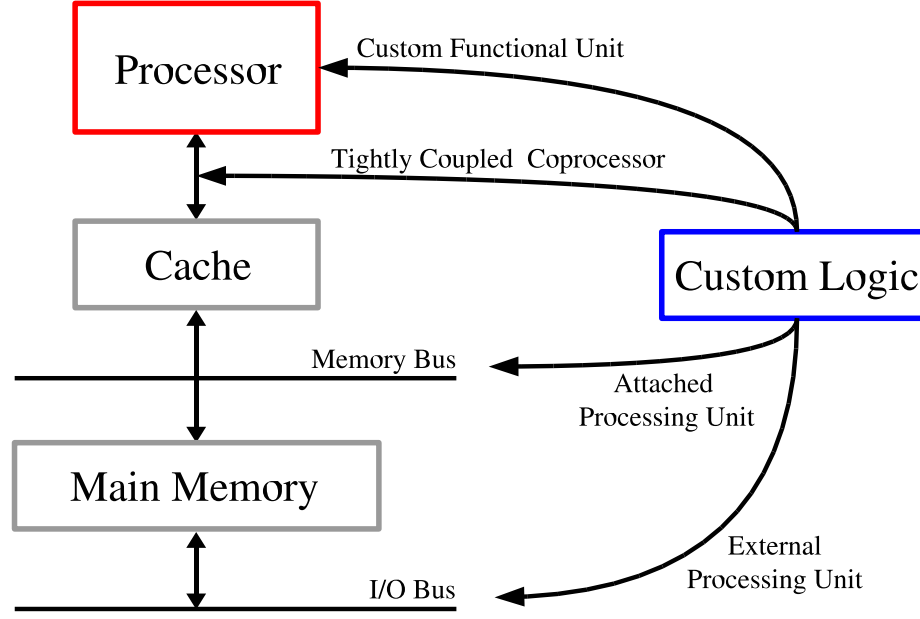 Custom Functional Unit
Processor
Tightly Coupled Coprocessor
Cache
Custom Logic
Memory Bus
Attached
Processing Unit
Main Memory
External
Processing Unit
I/O Bus